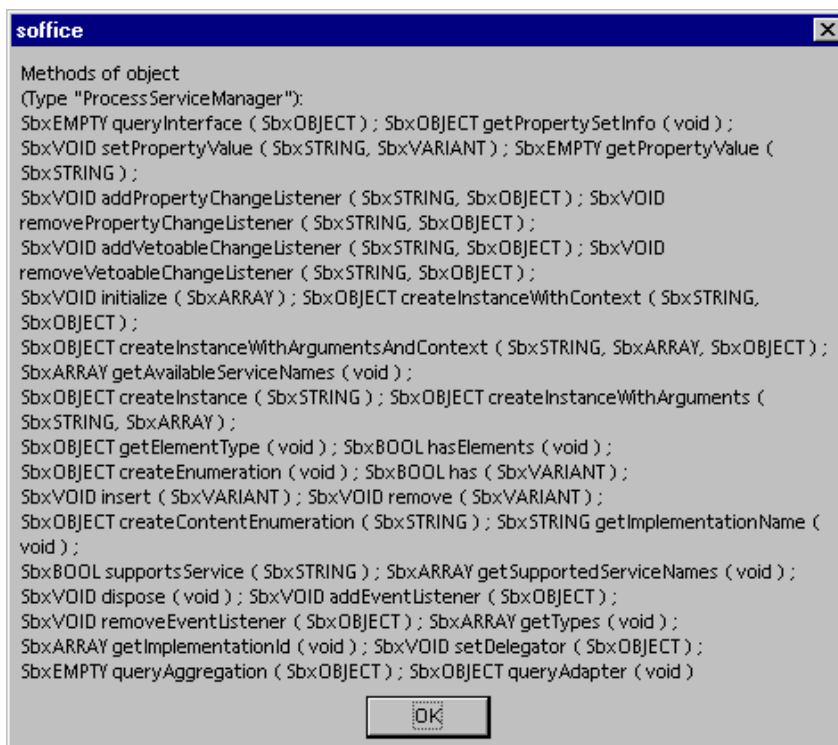 soffice
Methods of object
(Type "ProcessServiceManager"):
SbxEMPTY queryInterface ( SbxOBJECT ) ; SbxOBJECT getPropertySetInfo ( void ) ;
SbxVOID setPropertyValue ( SbxSTRING, SbxVARIANT ) ; SbxEMPTY getPropertyValue (
SbxSTRING ) ;
SbxVOID addPropertyChangeListener ( SbxSTRING, SbxOBJECT ) ; SbxVOID
removePropertyChangeListener ( SbxSTRING, SbxOBJECT ) ;
SbxVOID addVetoableChangeListener ( SbxSTRING, SbxOBJECT ) ; SbxVOID
removeVetoableChangeListener ( SbxSTRING, SbxOBJECT ) ;
SbxVOID initialize ( SbxARRAY ) ; SbxOBJECT createInstanceWithContext ( SbxSTRING,
SbxOBJECT ) ;
SbxOBJECT createInstanceWithArgumentsAndContext ( SbxSTRING, SbxARRAY, SbxOBJECT ) ;
SbxARRAY getAvailableServiceNames ( void ) ;
SbxOBJECT createInstance ( SbxSTRING ) ; SbxOBJECT createInstanceWithArguments (
SbxSTRING, SbxARRAY ) ;
SbxOBJECT getElementType ( void ) ; SbxBOOL hasElements ( void ) ;
SbxOBJECT createEnumeration ( void ) ; SbxBOOL has ( SbxVARIANT ) ;
SbxVOID insert ( SbxVARIANT ) ; SbxVOID remove ( SbxVARIANT ) ;
SbxOBJECT createContentEnumeration ( SbxSTRING ) ; SbxSTRING getImplementationName (
void ) ;
SbxBOOL supportsService ( SbxSTRING ) ; SbxARRAY getSupportedServiceNames ( void ) ;
SbxVOID dispose ( void ) ; SbxVOID addEventListener ( SbxOBJECT ) ;
SbxVOID removeEventListener ( SbxOBJECT ) ; SbxARRAY getTypes ( void ) ;
SbxARRAY getImplementationId ( void ) ; SbxVOID setDelegator ( SbxOBJECT ) ;
SbxEMPTY queryAggregation ( SbxOBJECT ) ; SbxOBJECT queryAdapter ( void )
OK